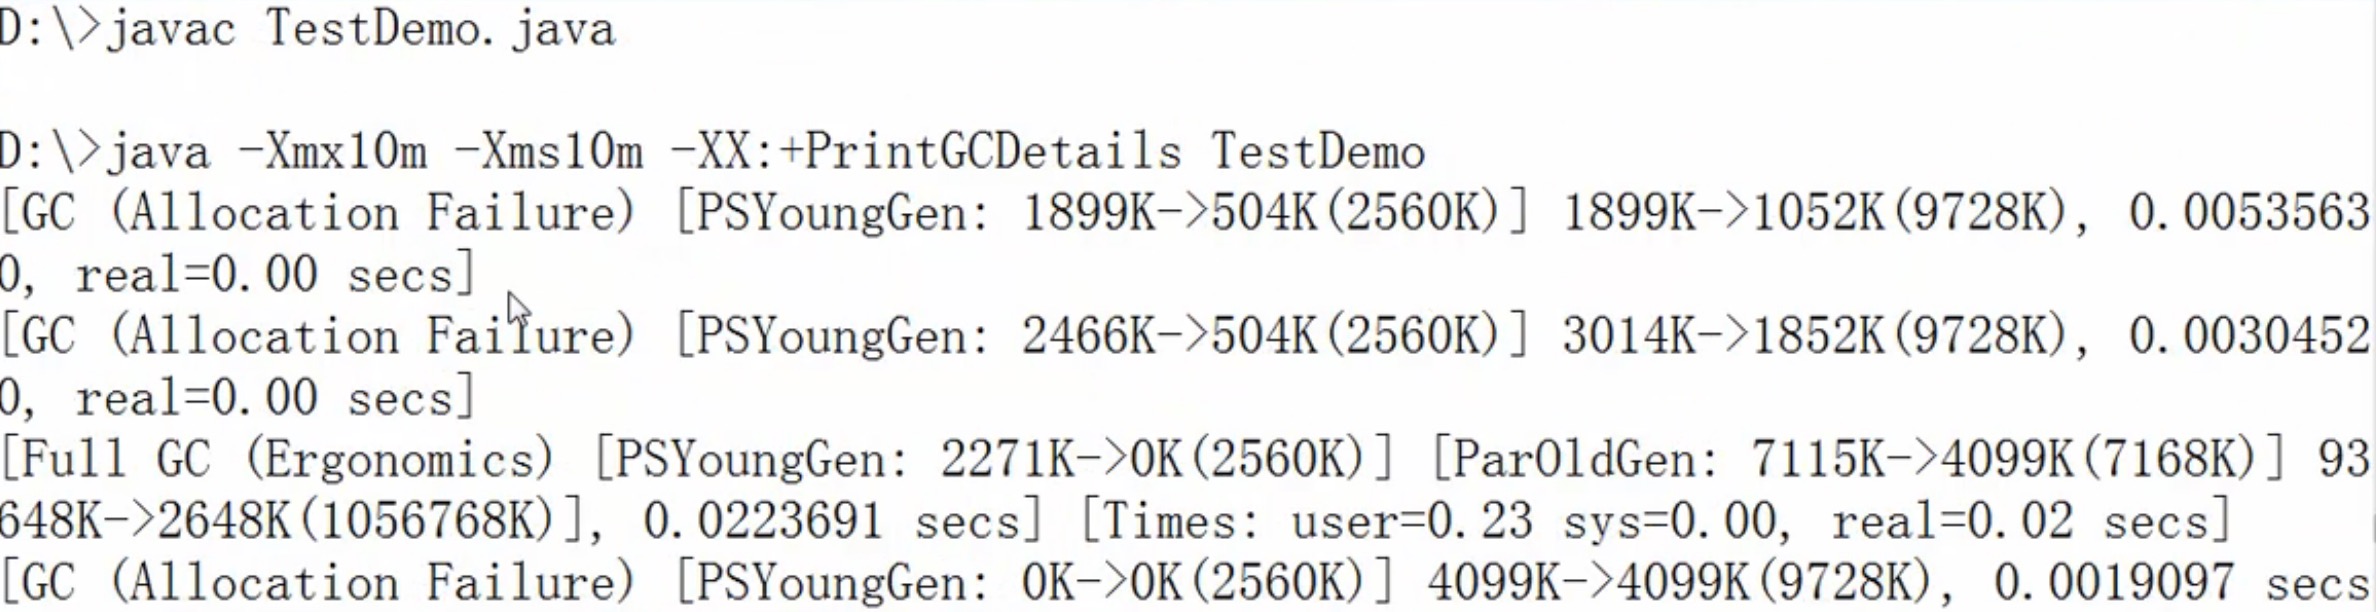 D:\>javac TestDemo.java
D:\>java -Xmx10m -Xms10m -XX:+PrintGCDetails TestDemo
[GC (Allocation Failure) [PSYoungGen: 1899K->504K(2560K)] 1899K->1052K(9728K), 0.0053563
0, real=0.00 secs]
[GC (Allocation Failure) [PSYoungGen: 2466K->504K(2560K)] 3014K->1852K(9728K), 0.0030452
0, real=0.00 secs]
[Full GC (Ergonomics) [PSYoungGen: 2271K->0K(2560K)] [ParOldGen: 7115K->4099K(7168K)] 93
648K->2648K(1056768K)], 0.0223691 secs] [Times: user=0.23 sys=0.00, real=0.02 secs]
[GC (Allocation Failure) [PSYoungGen: 0K->0K(2560K)] 4099K->4099K(9728K), 0.0019097 secs